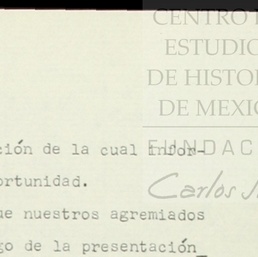 CENTRO
ESTUDIO
DE HISTOR
DE MEXIC
FUNDAC
Carlos
ción de la cual infor-
ortunidad.
ue nuestros agremiados
go de la presentación